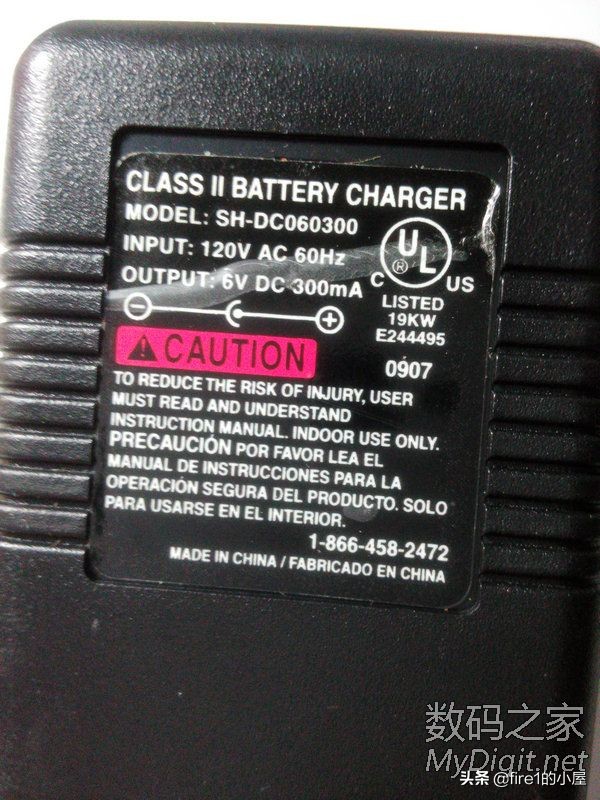 CLASS II BATTERY CHARGER
MODEL: SH-DC060300
INPUT: 120V AC 60Hz
OUTPUT: 6V DC 300mA
C UL ® US
LISTED
19KW
E244495
0907
CAUTION
TO REDUCE THE RISK OF INJURY, USER
MUST READ AND UNDERSTAND
INSTRUCTION MANUAL. INDOOR USE ONLY.
PRECAUCIÓN POR FAVOR LEA EL
MANUAL DE INSTRUCCIONES PARA LA
OPERACIÓN SEGURA DEL PRODUCTO. SOLO
PARA USARSE EN EL INTERIOR.
1-866-458-2472
MADE IN CHINA / FABRICADO EN CHINA
数码之家
MyDigit.net
头条 @fire1的小屋